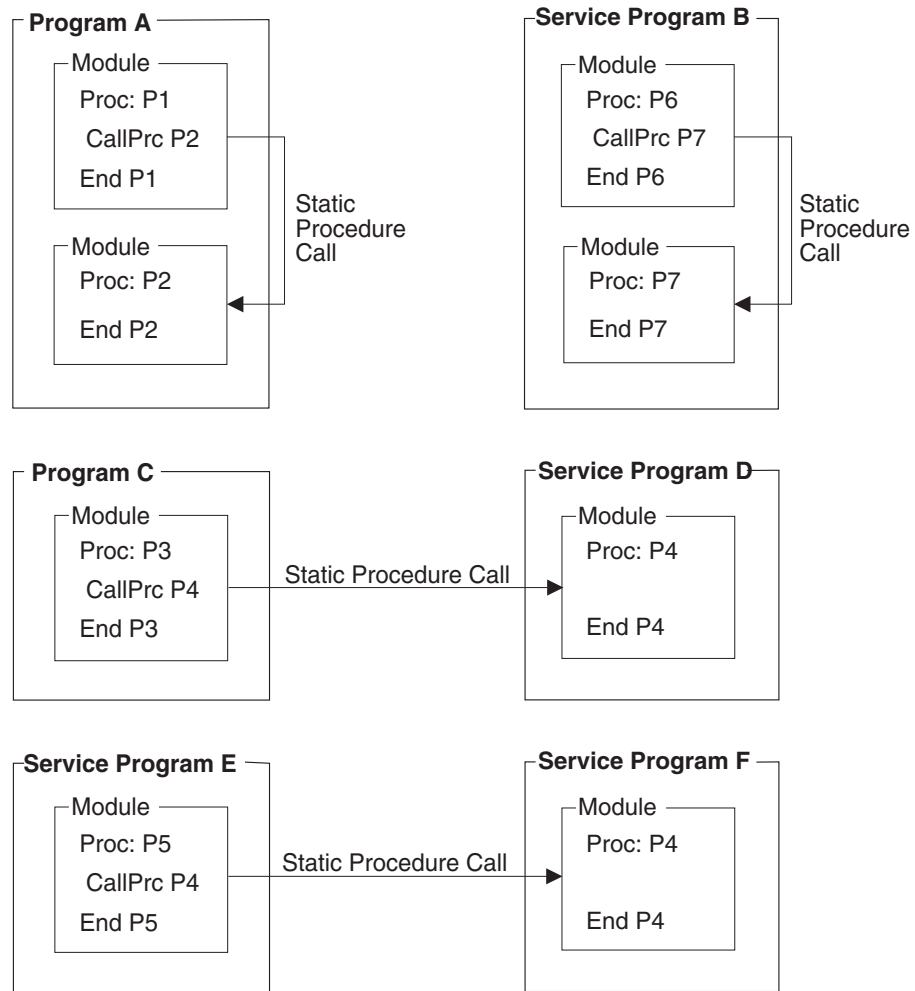 Program A
Module
Proc: P1
CallPrc P2
End P1
Static
Procedure
Call
Module
Proc: P2
End P2
Service Program B
Module
Proc: P6
CallPrc P7
End P6
Static
Procedure
Call
Module
Proc: P7
End P7
Program C
Module
Proc: P3
CallPrc P4
End P3
Static Procedure Call
Service Program D
Module
Proc: P4
End P4
Service Program E
Module
Proc: P5
CallPrc P4
End P5
Static Procedure Call
Service Program F
Module
Proc: P4
End P4